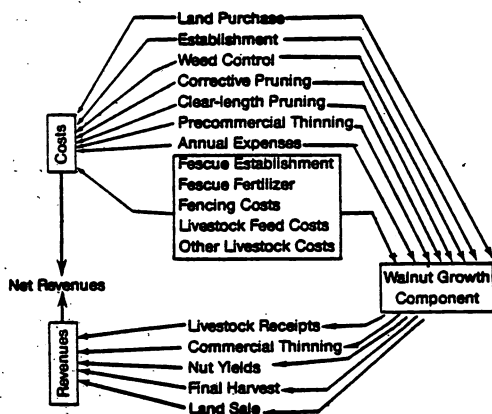 Land Purchase
Establishment
Weed Control
Corrective Pruning
Clear-length Pruning
Precommercial Thinning
Annual Expenses
Costs
Fescue Establishment
Fescue Fertilizer
Fencing Costs
Livestock Feed Costs
Other Livestock Costs
Walnut Growth
Component
Net Revenues
Revenues
Livestock Receipts
Commercial Thinning
Nut Yields
Final Harvest
Land Sale